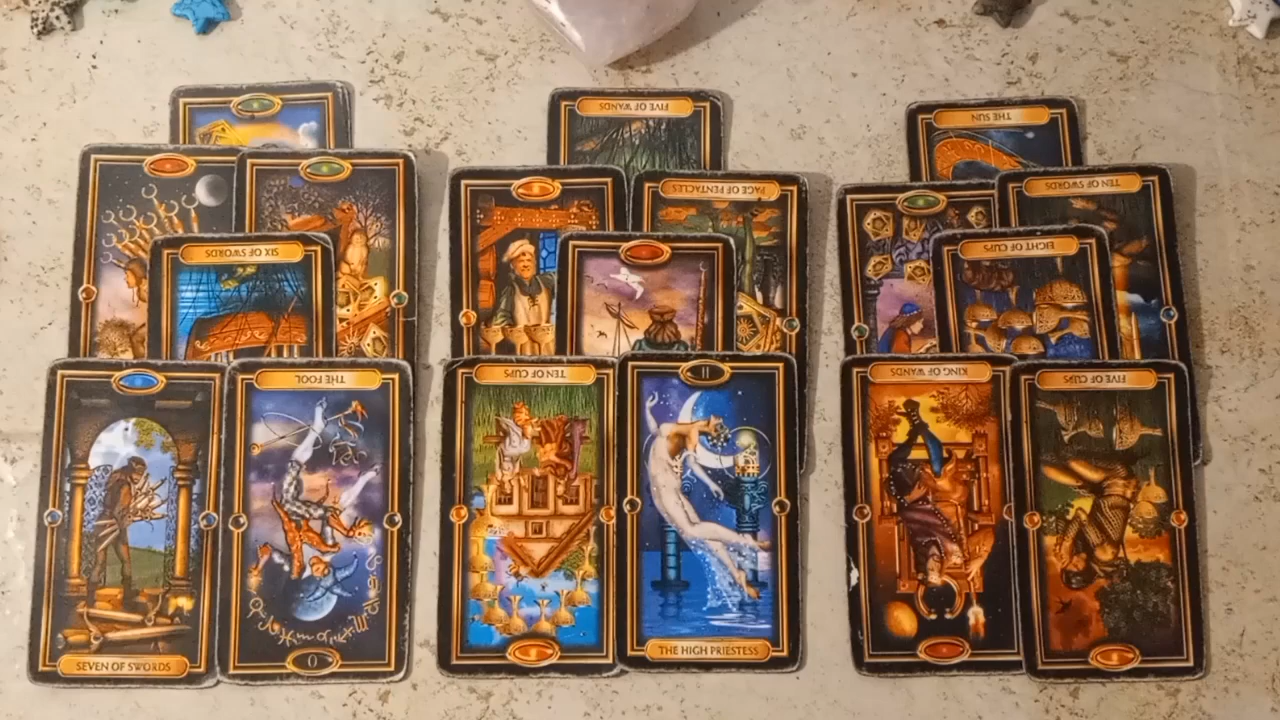 FIVE OF WANDS
THE SUN
PAGE OF PENTACLES
TEN OF SWORDS
SIX OF SWORDS
EIGHT OF CUPS
THE FOOL
TEN OF CUPS
II
KING OF WANDS
FIVE OF CUPS
SEVEN OF SWORDS
0
THE HIGH PRIESTESS